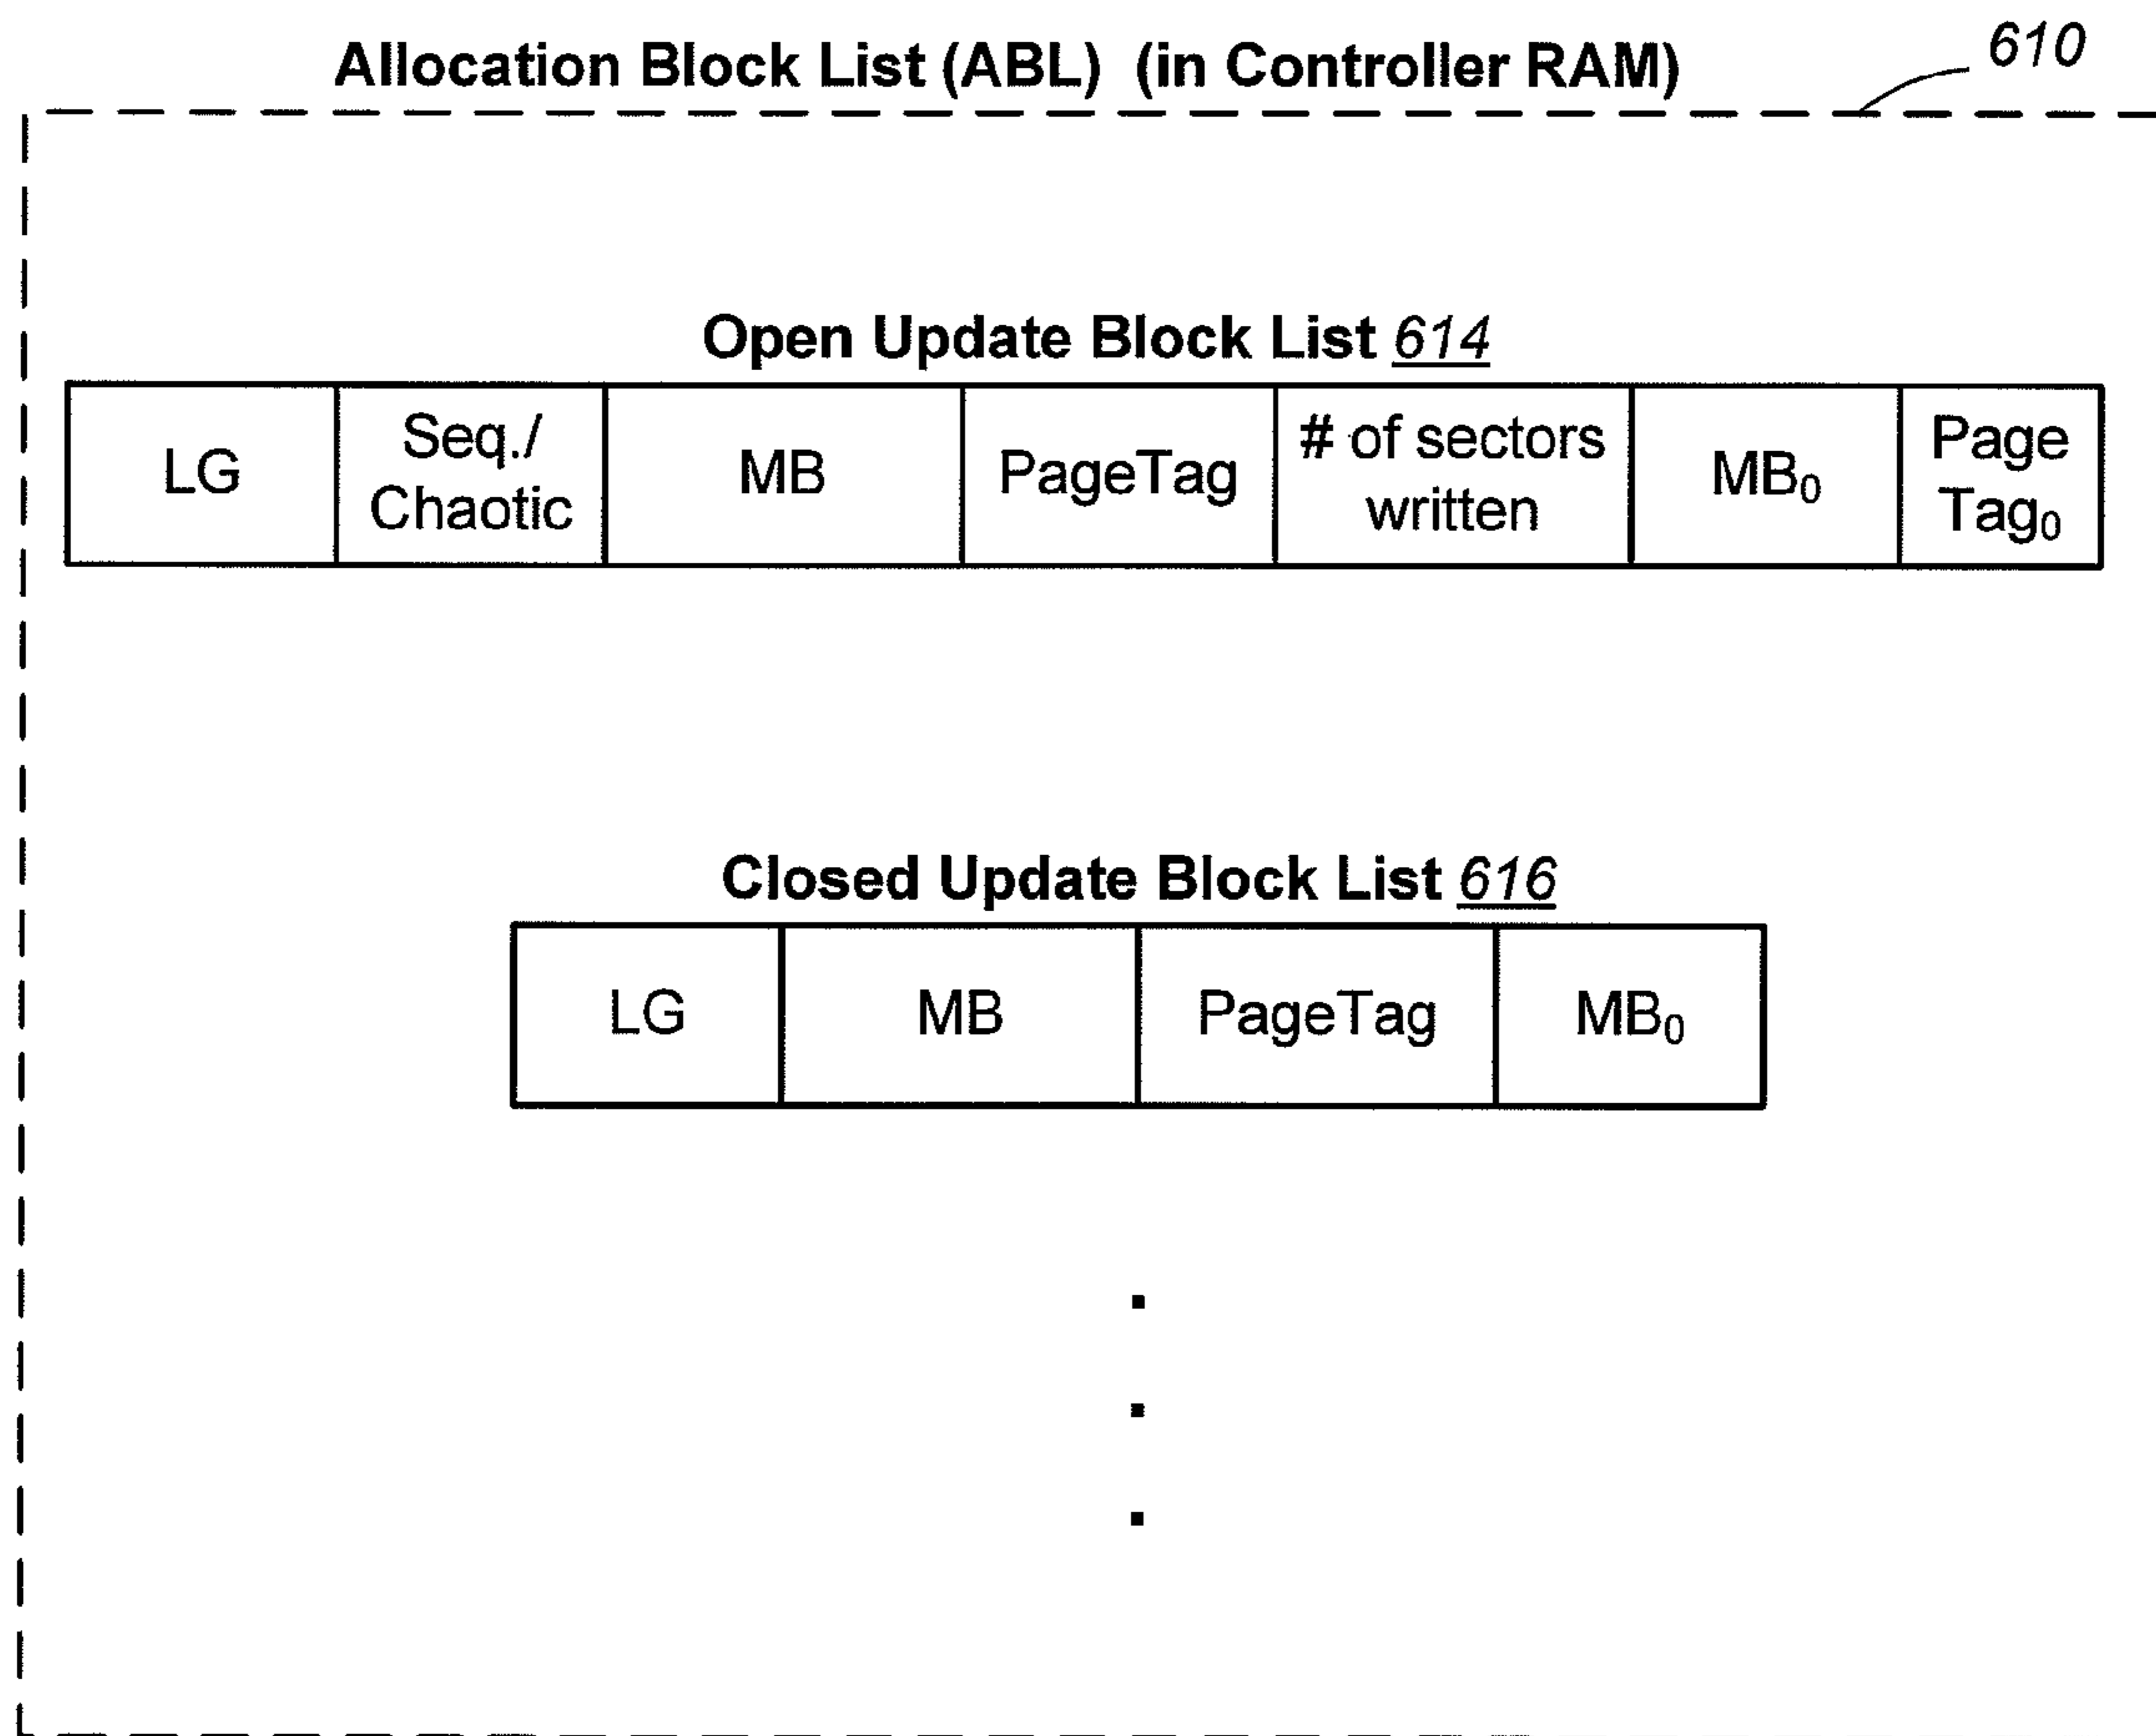 Allocation Block List (ABL) (in Controller RAM)
610
Open Update Block List 614
LG
Seq./
Chaotic
MB
PageTag
# of sectors
written
MB₀
Page
Tag₀
Closed Update Block List 616
LG
MB
PageTag
MB₀